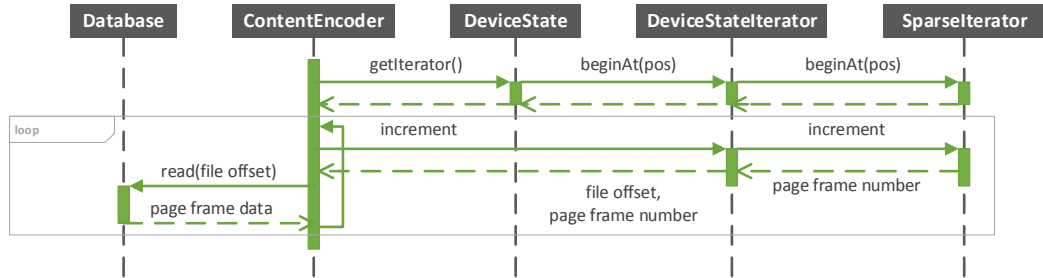 Database
ContentEncoder
DeviceState
DeviceStateIterator
SparseIterator
getIterator()
beginAt(pos)
beginAt(pos)
loop
increment
increment
read(file offset)
page frame data
file offset,
page frame number
page frame number